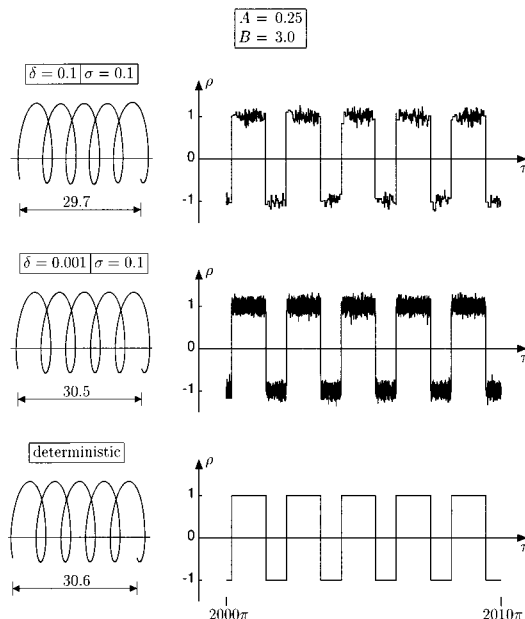 A = 0.25
B = 3.0
δ = 0.1 σ = 0.1
ρ
1
0
-1
τ
29.7
δ = 0.001 σ = 0.1
ρ
1
0
-1
τ
30.5
deterministic
ρ
1
0
-1
τ
30.6
2000π
2010π